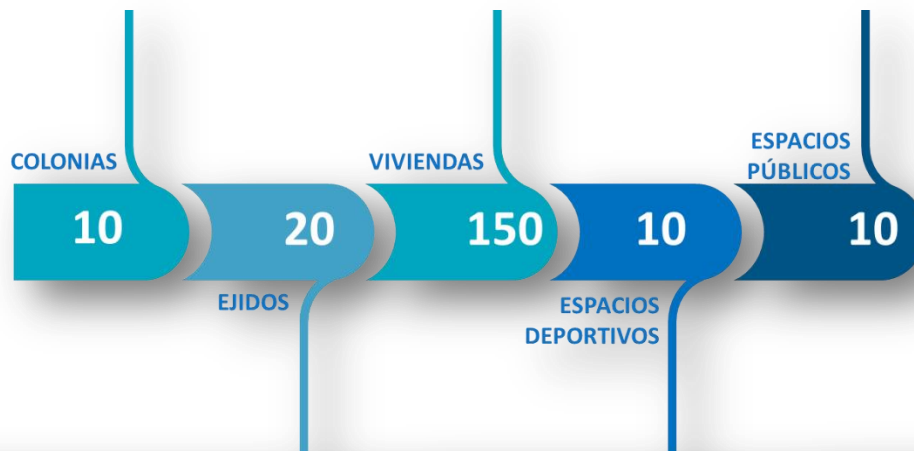 COLONIAS
10
20
EJIDOS
VIVIENDAS
150
10
ESPACIOS
DEPORTIVOS
ESPACIOS
PÚBLICOS
10